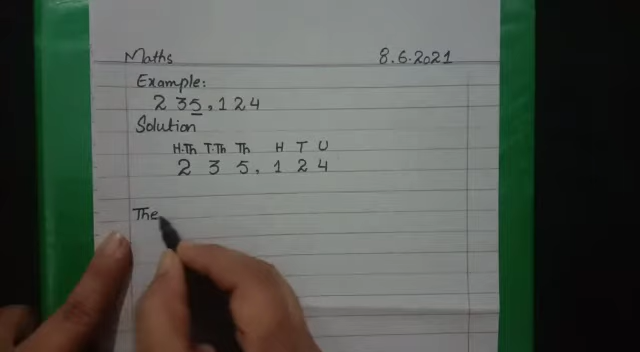 Maths 8.6.2021
Example:
235,124
Solution
H.Th T.Th Th H T U
2 3 5, 1 2 4
The